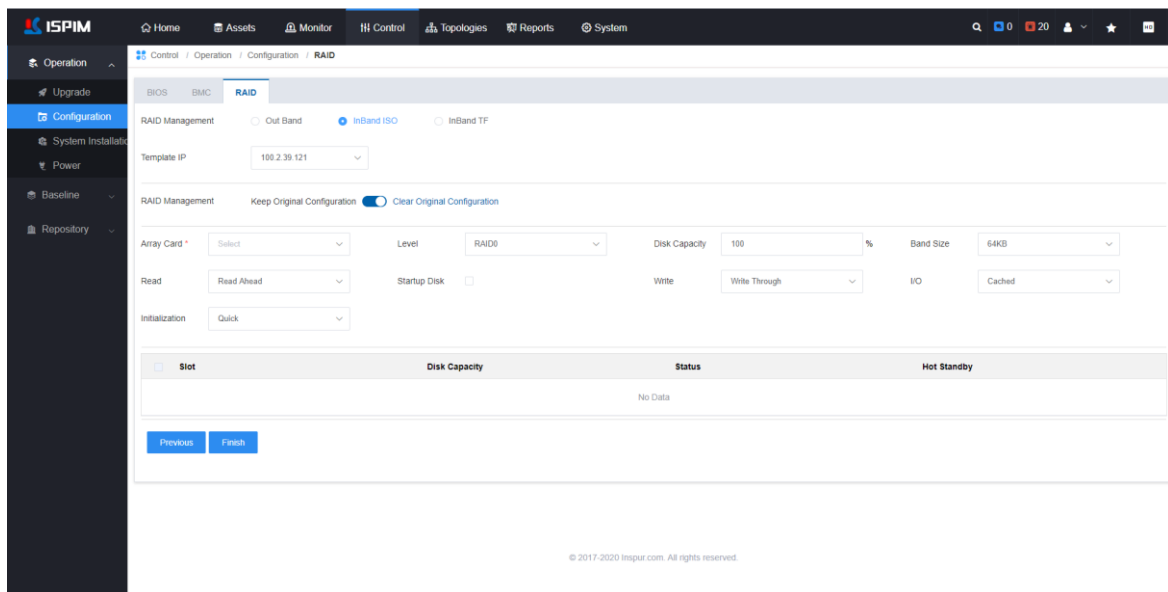 ISPIM Home Assets Monitor Control Topologies Reports System 0 20 HD
Control / Operation / Configuration / RAID
Operation
Upgrade
Configuration
System Installatio
Power
Baseline
Repository
BIOS BMC RAID
RAID Management Out Band InBand ISO InBand TF
Template IP 100.2.39.121
RAID Management Keep Original Configuration Clear Original Configuration
Array Card * Select Level RAID0 Disk Capacity 100 % Band Size 64KB
Read Read Ahead Startup Disk Write Write Through I/O Cached
Initialization Quick
Slot Disk Capacity Status Hot Standby
No Data
Previous Finish
© 2017-2020 Inspur.com. All rights reserved.